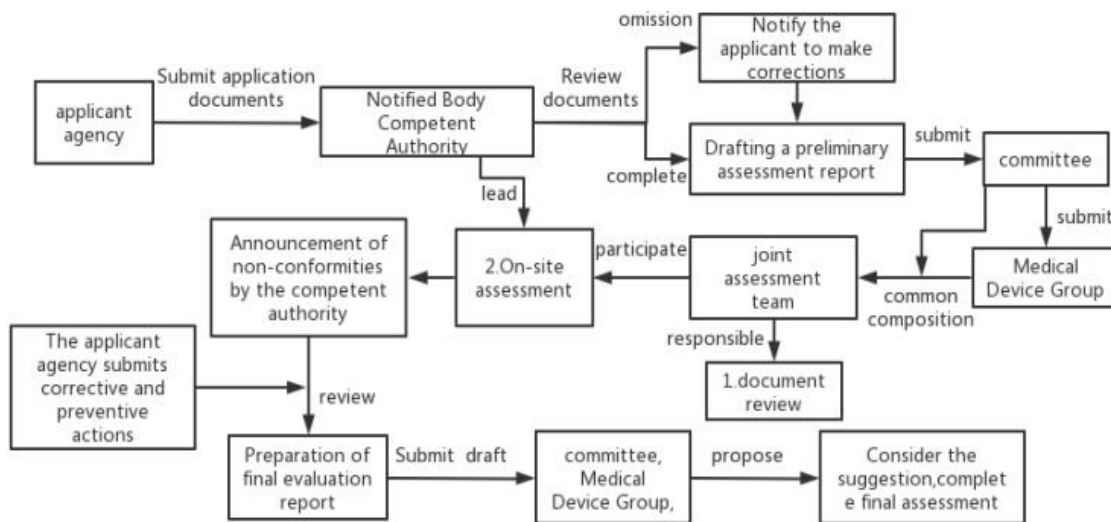 omission
Notify the
applicant to make
corrections
Submit application
documents
Review
documents
applicant
agency
Notified Body
Competent
Authority
complete
Drafting a preliminary
assessment report
submit
committee
lead
submit
Announcement of
non-conformities
by the competent
authority
2.On-site
assessment
participate
joint
assessment
team
common
composition
Medical
Device Group
The applicant
agency submits
corrective and
preventive
actions
review
responsible
1.document
review
Preparation of
final evaluation
report
Submit draft
committee,
Medical
Device Group,
propose
Consider the
suggestion,complet
e final assessment